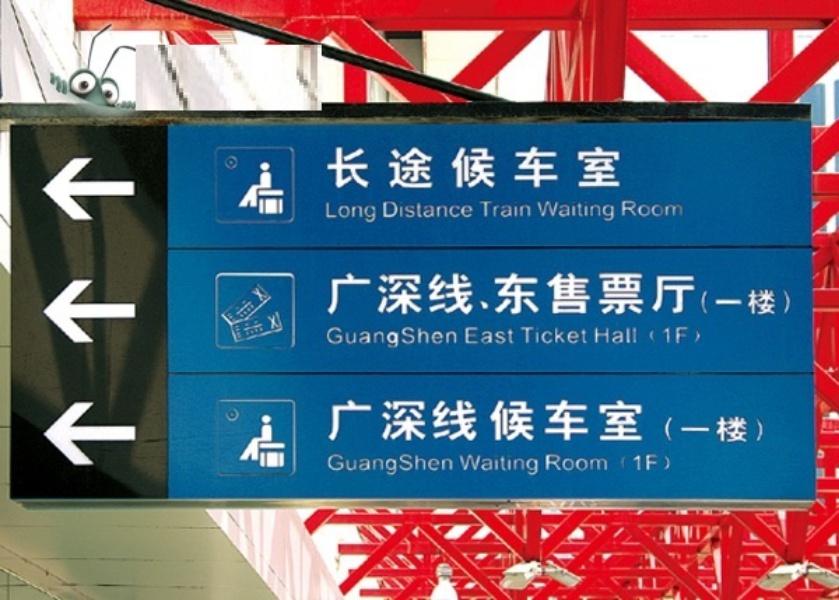 长途候车室
Long Distance Train Waiting Room
广深线、东售票厅(一楼)
GuangShen East Ticket Hall (1F)
广深线候车室(一楼)
GuangShen Waiting Room (1F)